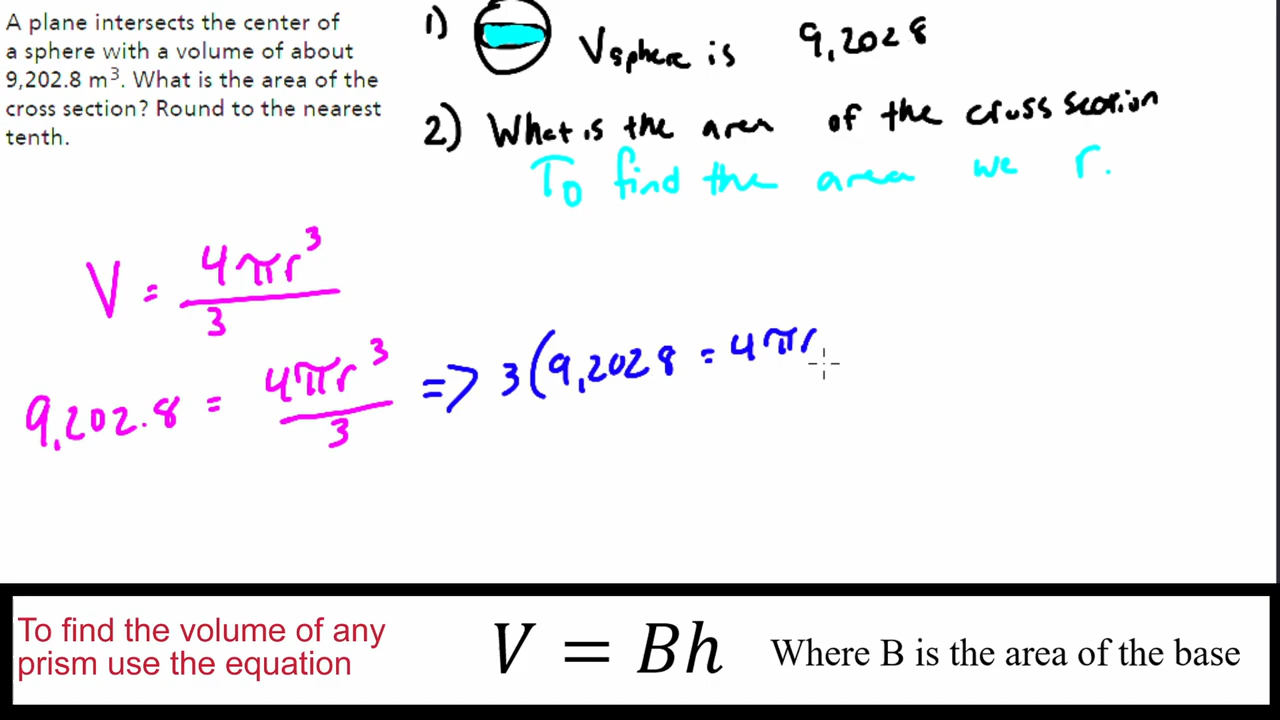 A plane intersects the center of
a sphere with a volume of about
9,202.8 m³. What is the area of the
cross section? Round to the nearest
tenth.
1) Vsphere is 9,2028
2) What is the area of the cross
To find the area we r.
V = 4πr³/3
9,202.8 = 4πr³/3 => 3(9,2028 = 4πr
To find the volume of any
prism use the equation
V = Bh Where B is the area of the base